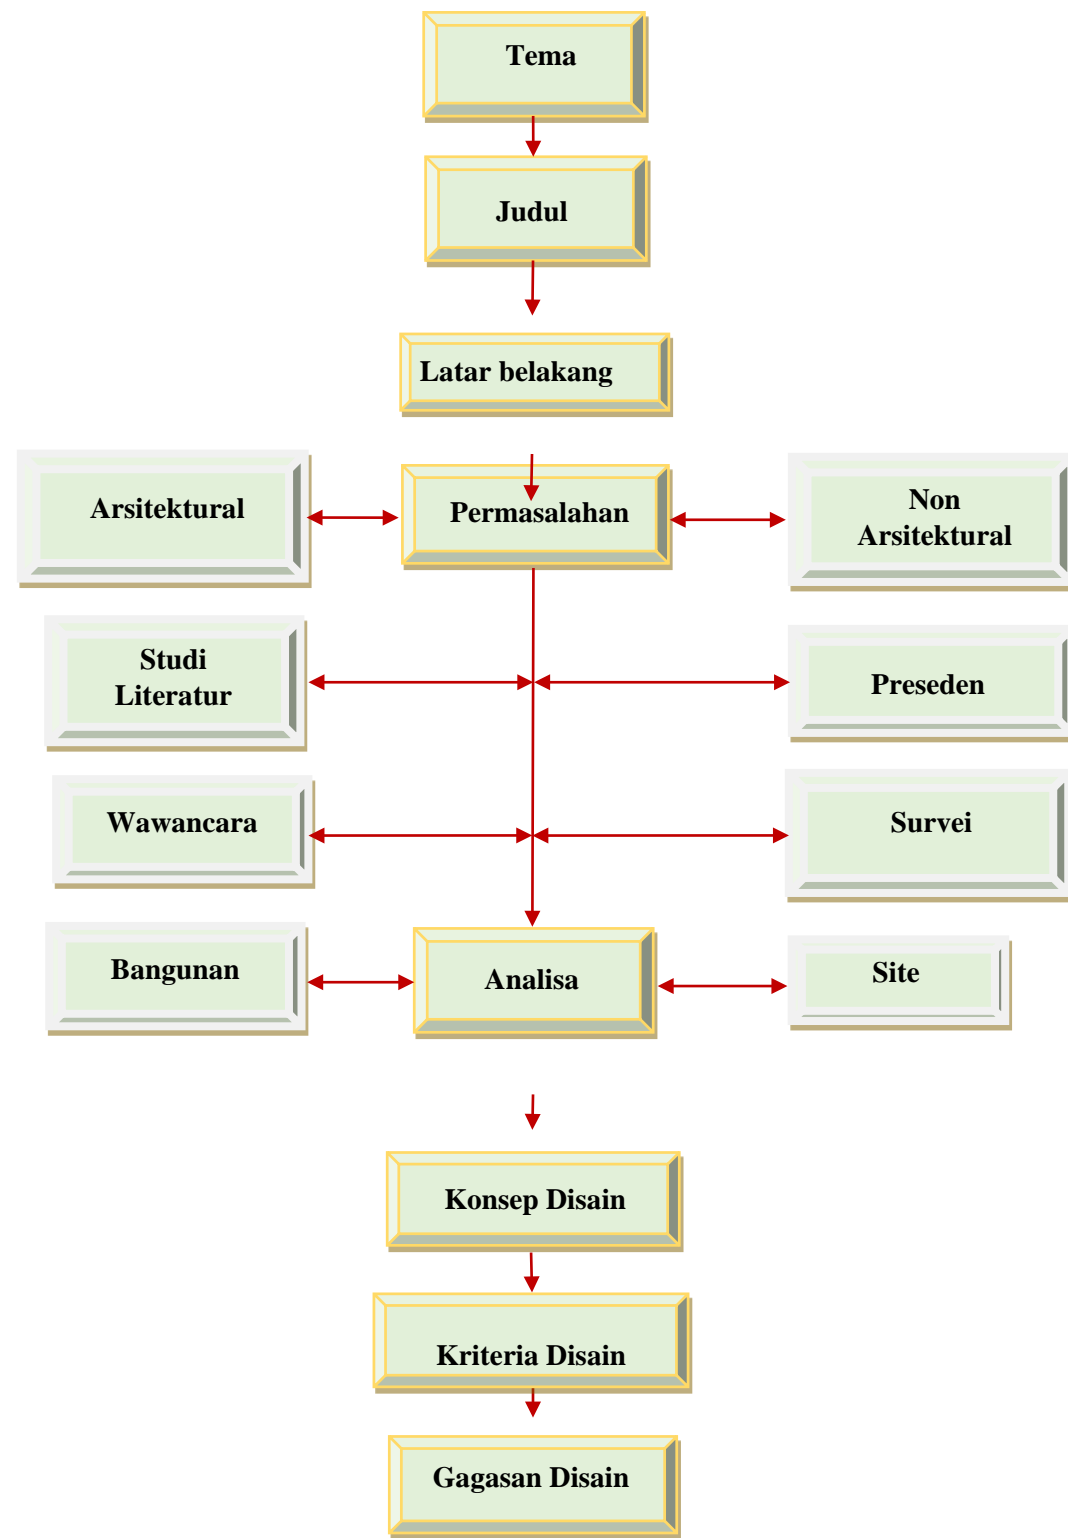 Tema
Judul
Latar belakang
Arsitektural
Permasalahan
Non
Arsitektural
Studi
Literatur
Preseden
Wawancara
Survei
Bangunan
Analisa
Site
Konsep Disain
Kriteria Disain
Gagasan Disain